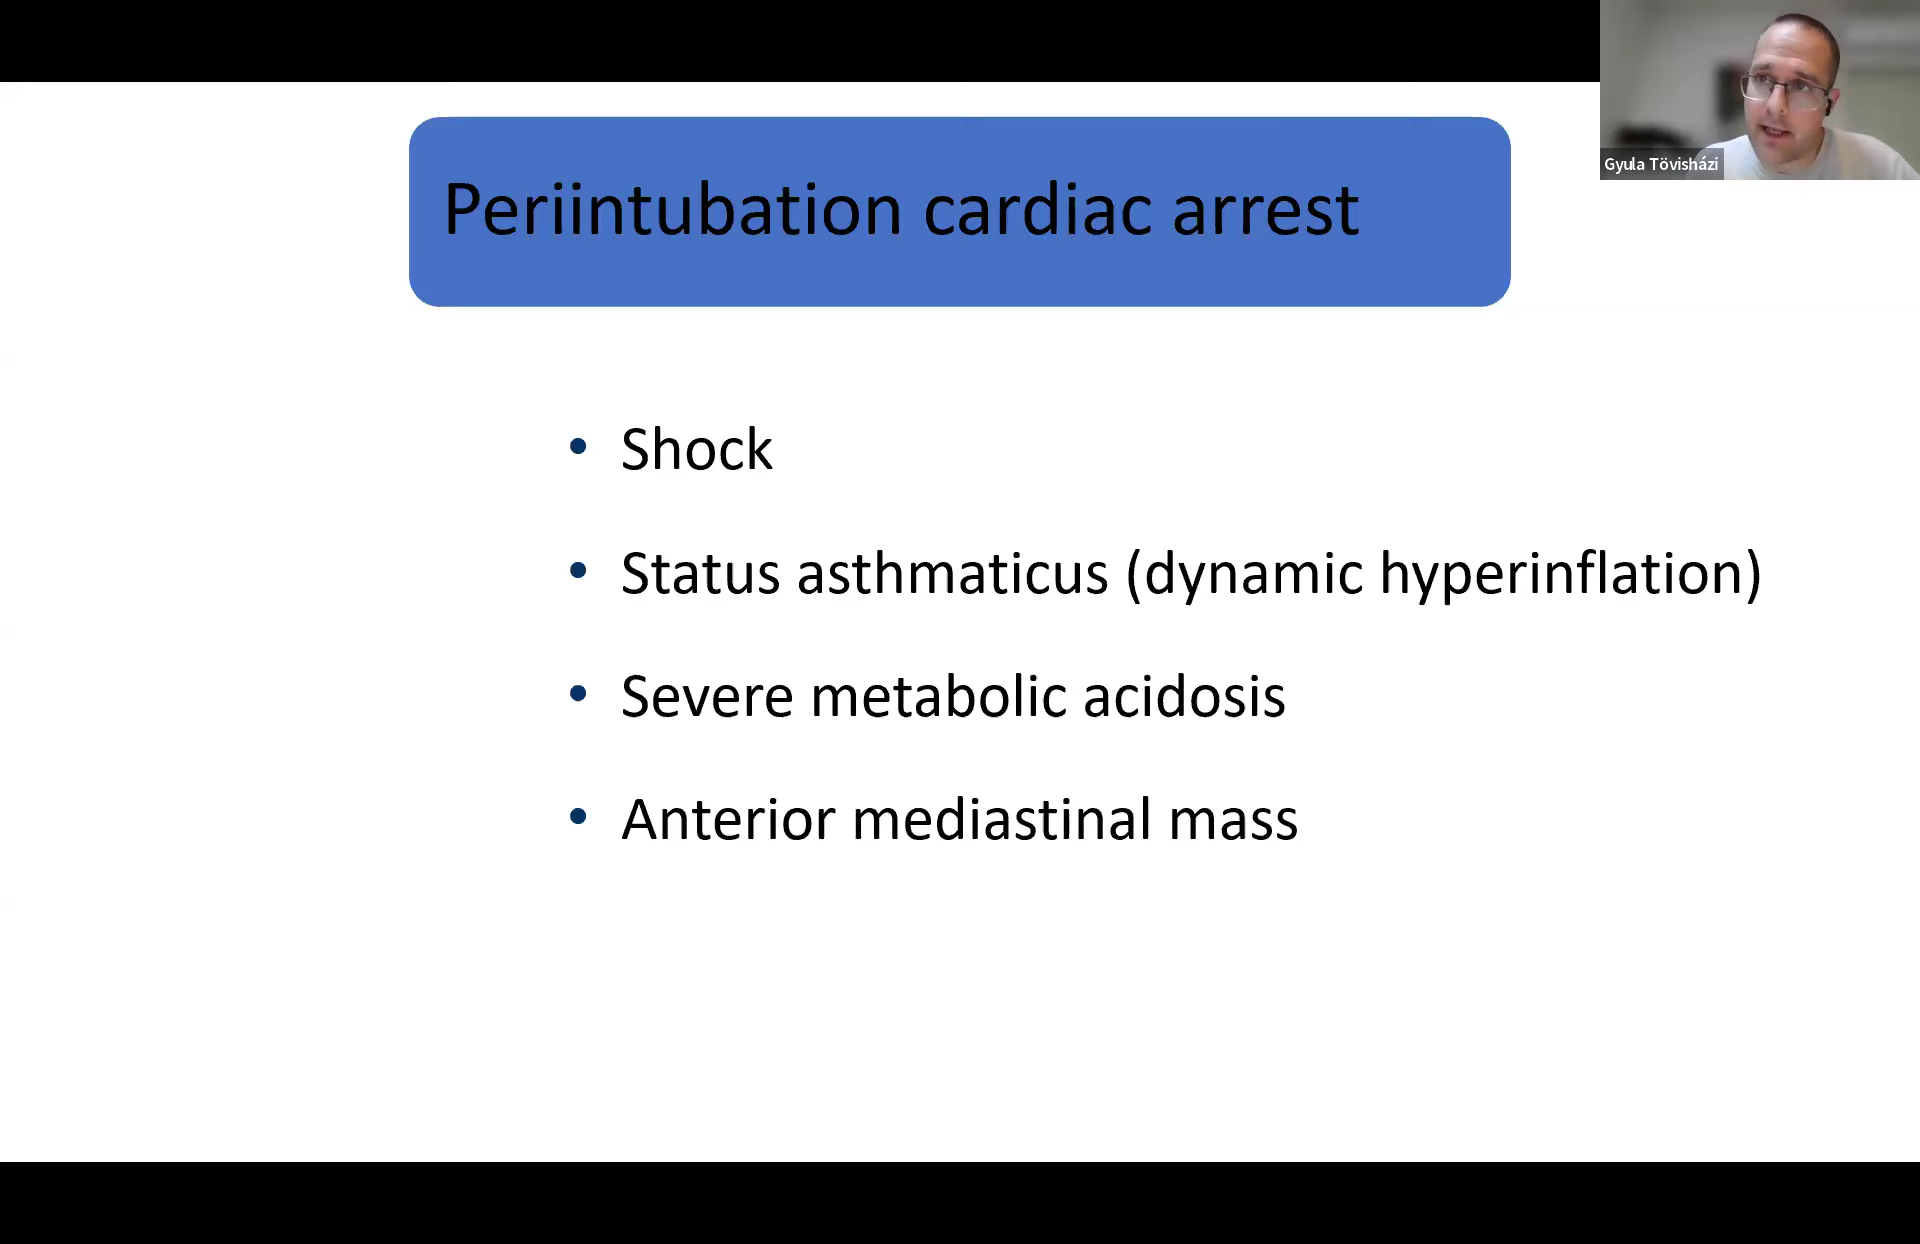 Periintubation cardiac arrest
Gyula Tövisházi
• Shock
• Status asthmaticus (dynamic hyperinflation)
• Severe metabolic acidosis
• Anterior mediastinal mass